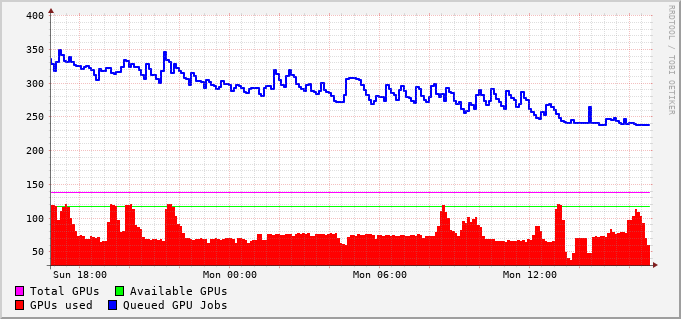 400
350
300
250
200
150
100
50
Sun 18:00 Mon 00:00 Mon 06:00 Mon 12:00
Total GPUs Available GPUs
GPUs used Queued GPU Jobs
RRDTOOL / TOBI OETIKER